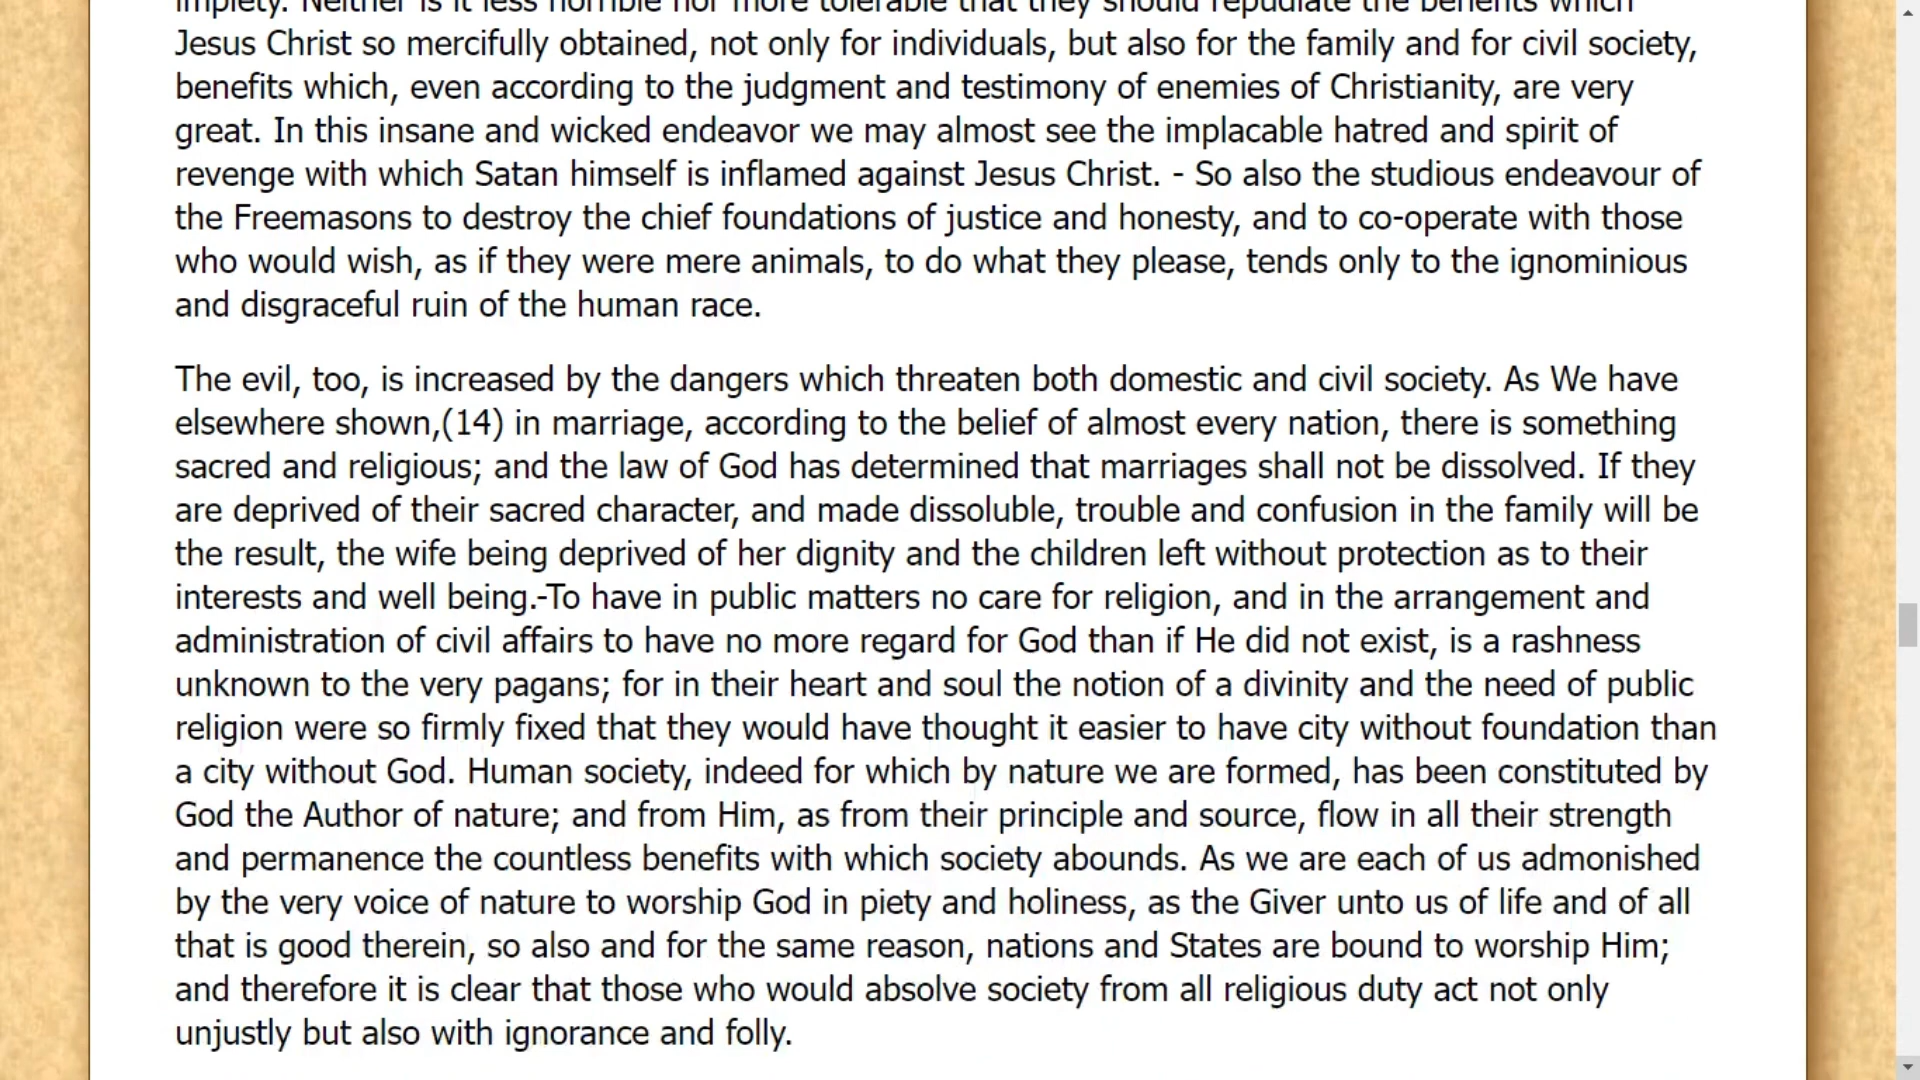 impiety. Neither is it less horrible nor more tolerable that they should repudiate the benefits which
Jesus Christ so mercifully obtained, not only for individuals, but also for the family and for civil society,
benefits which, even according to the judgment and testimony of enemies of Christianity, are very
great. In this insane and wicked endeavor we may almost see the implacable hatred and spirit of
revenge with which Satan himself is inflamed against Jesus Christ. - So also the studious endeavour of
the Freemasons to destroy the chief foundations of justice and honesty, and to co-operate with those
who would wish, as if they were mere animals, to do what they please, tends only to the ignominious
and disgraceful ruin of the human race.
The evil, too, is increased by the dangers which threaten both domestic and civil society. As We have
elsewhere shown,(14) in marriage, according to the belief of almost every nation, there is something
sacred and religious; and the law of God has determined that marriages shall not be dissolved. If they
are deprived of their sacred character, and made dissoluble, trouble and confusion in the family will be
the result, the wife being deprived of her dignity and the children left without protection as to their
interests and well being.-To have in public matters no care for religion, and in the arrangement and
administration of civil affairs to have no more regard for God than if He did not exist, is a rashness
unknown to the very pagans; for in their heart and soul the notion of a divinity and the need of public
religion were so firmly fixed that they would have thought it easier to have city without foundation than
a city without God. Human society, indeed for which by nature we are formed, has been constituted by
God the Author of nature; and from Him, as from their principle and source, flow in all their strength
and permanence the countless benefits with which society abounds. As we are each of us admonished
by the very voice of nature to worship God in piety and holiness, as the Giver unto us of life and of all
that is good therein, so also and for the same reason, nations and States are bound to worship Him;
and therefore it is clear that those who would absolve society from all religious duty act not only
unjustly but also with ignorance and folly.